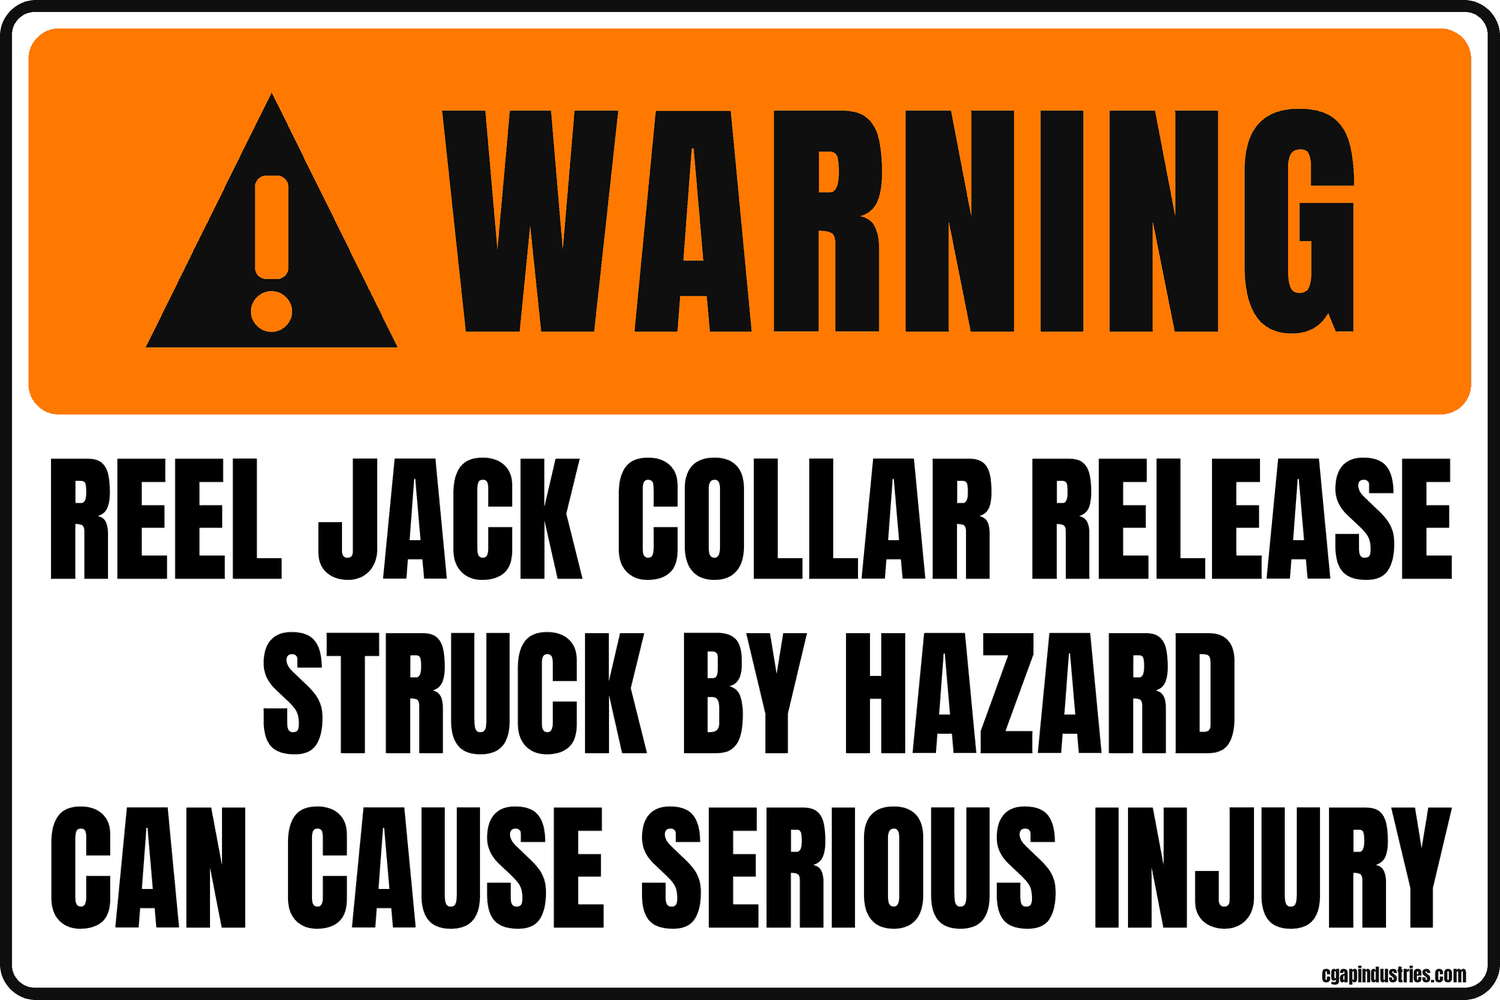 WARNING
REEL JACK COLLAR RELEASE
STRUCK BY HAZARD
CAN CAUSE SERIOUS INJURY
cgapindustries.com